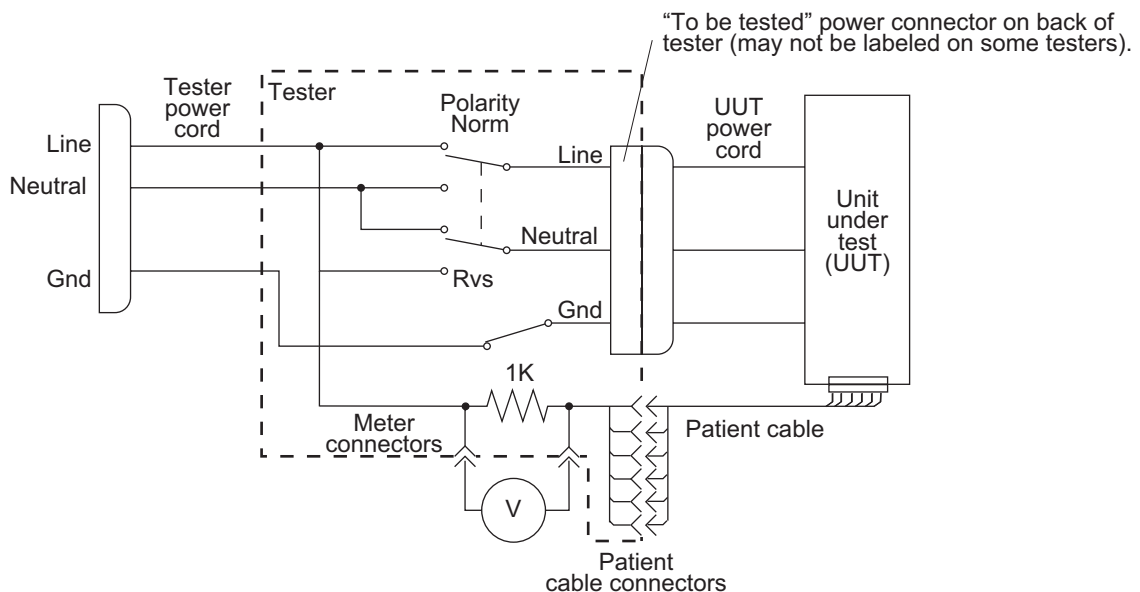 “To be tested” power connector on back of
tester (may not be labeled on some testers).
Tester
power
cord
Tester
Polarity
Norm
UUT
power
cord
Line
Line
Neutral
Unit
under
test
(UUT)
Neutral
Gnd
Rvs
Gnd
1K
Meter
connectors
Patient cable
V
Patient
cable connectors